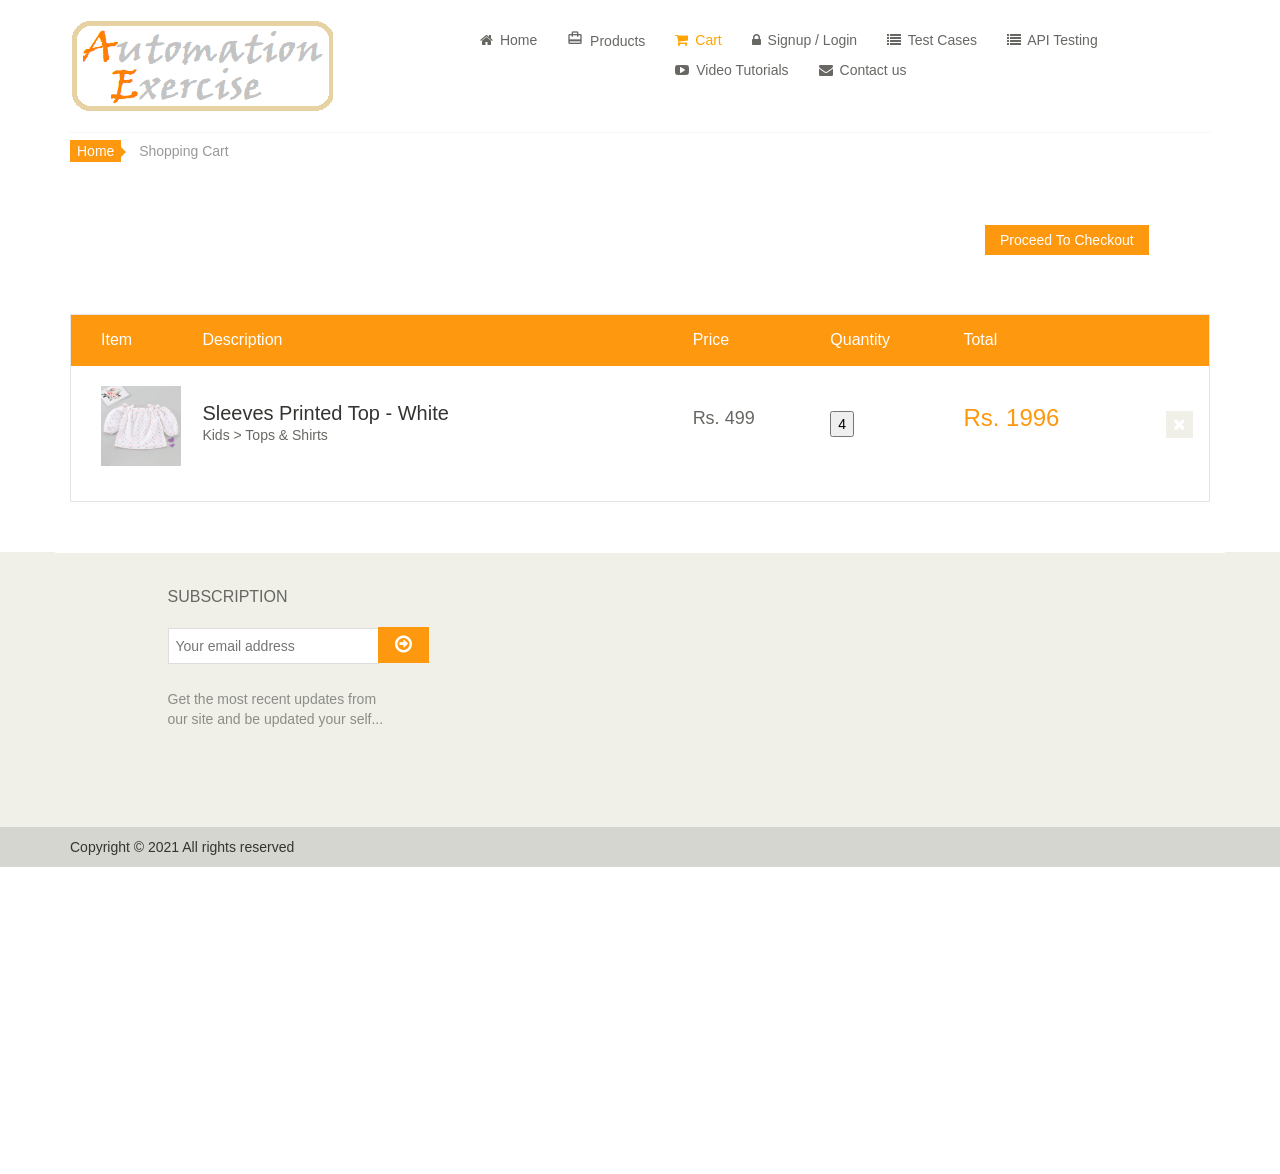 Automation
Exercise
Home Products Cart Signup / Login Test Cases API Testing
Video Tutorials Contact us
Home Shopping Cart
Proceed To Checkout
Item Description Price Quantity Total
Sleeves Printed Top - White Rs. 499 4 Rs. 1996
Kids > Tops & Shirts
SUBSCRIPTION
Your email address
Get the most recent updates from
our site and be updated your self...
Copyright © 2021 All rights reserved